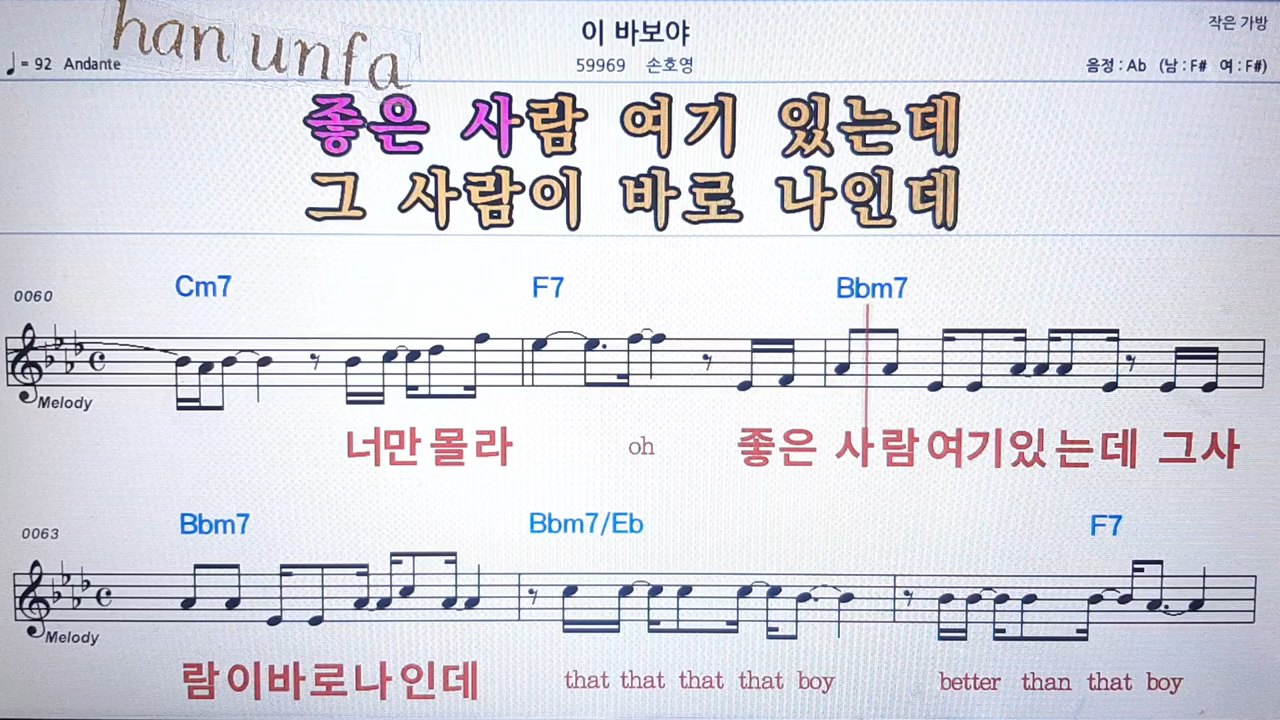 han unfa
이 바보야
작은 가방
♩= 92 Andante
59969 손호영
음정 : Ab (남 : F# 여 : F#)
좋은 사람 여기 있는데
그 사람이 바로 나인데
0060 Cm7 F7 Bbm7
Melody
너만 몰라 oh 좋은 사람여기있는데 그사
0063 Bbm7 Bbm7/Eb F7
Melody
람이바로나인데 that that that that boy better than that boy